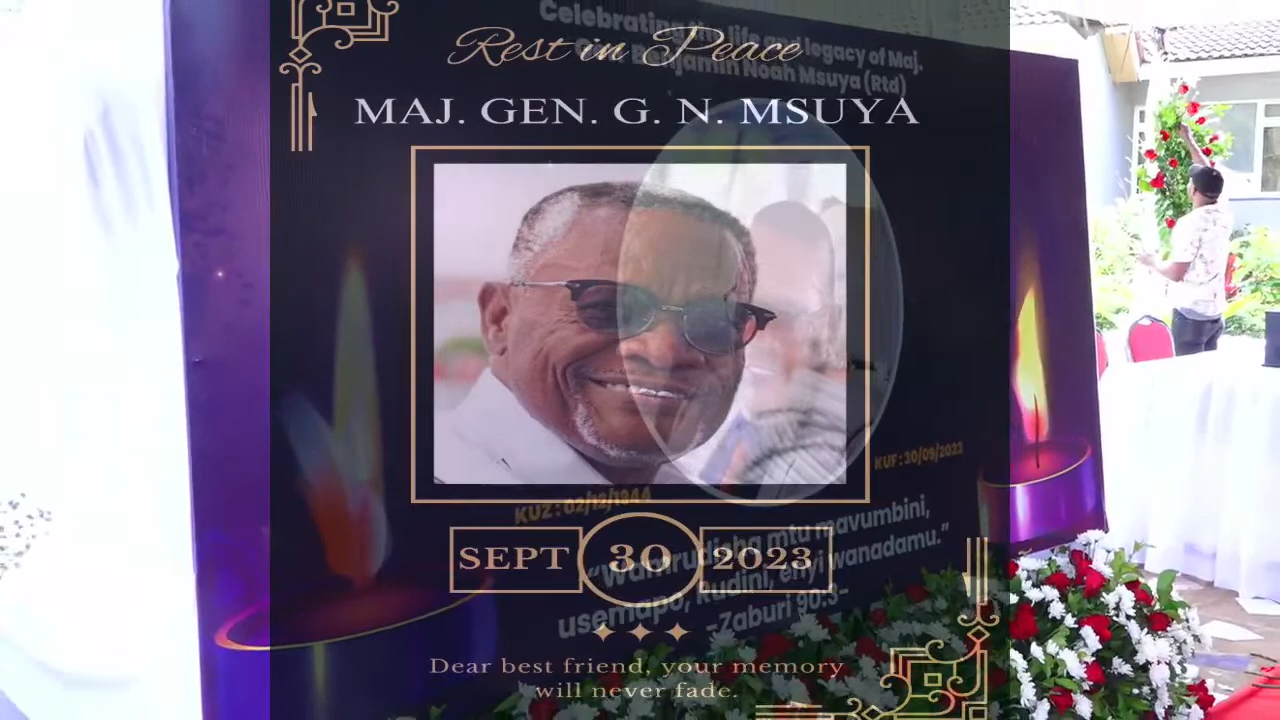 Celebrating the life and legacy of Maj.
Gen. Benjamin Noah Msuya (Rtd)
Rest in Peace
MAJ. GEN. G. N. MSUYA
KUF : 30/09/2023
KUZ : 02/12/1944
SEPT 30 2023
“Wamrudisha mtu mavumbini,
usemapo, Rudini, enyi wanadamu.”
-Zaburi 90:3-
Dear best friend, your memory
will never fade.